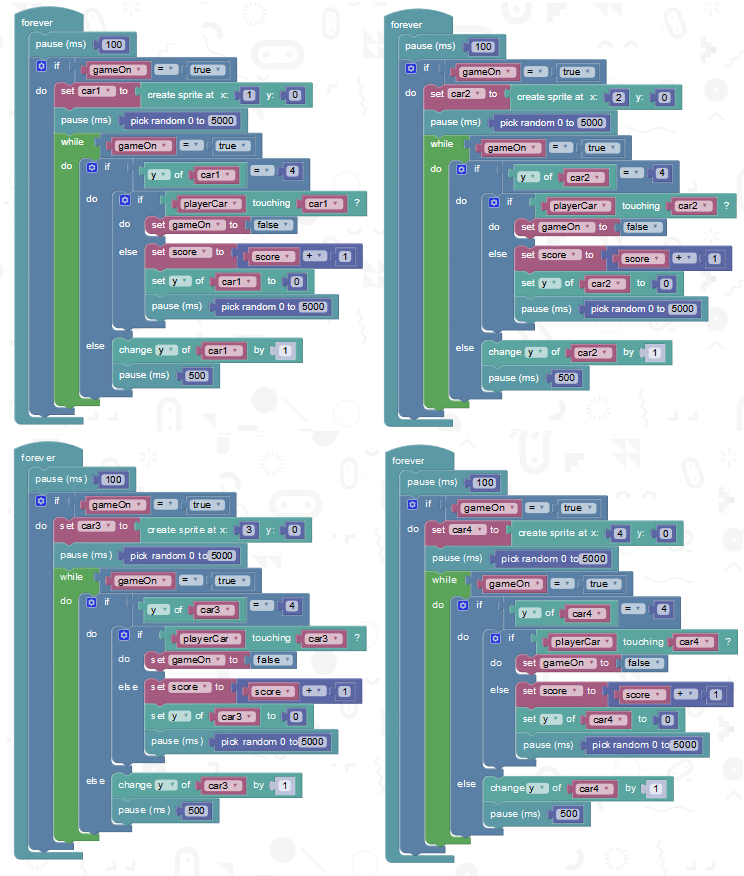 forever
pause (ms) 100
if gameOn = true
do set car1 to create sprite at x: 1 y: 0
pause (ms) pick random 0 to 5000
while gameOn = true
do if y of car1 = 4
do if playerCar touching car1 ?
do set gameOn to false
else set score to score + 1
set y of car1 to 0
pause (ms) pick random 0 to 5000
else change y of car1 by 1
pause (ms) 500
forever
pause (ms) 100
if gameOn = true
do set car2 to create sprite at x: 2 y: 0
pause (ms) pick random 0 to 5000
while gameOn = true
do if y of car2 = 4
do if playerCar touching car2 ?
do set gameOn to false
else set score to score + 1
set y of car2 to 0
pause (ms) pick random 0 to 5000
else change y of car2 by 1
pause (ms) 500
forever
pause (ms) 100
if gameOn = true
do set car3 to create sprite at x: 3 y: 0
pause (ms) pick random 0 to 5000
while gameOn = true
do if y of car3 = 4
do if playerCar touching car3 ?
do set gameOn to false
else set score to score + 1
set y of car3 to 0
pause (ms) pick random 0 to 5000
else change y of car3 by 1
pause (ms) 500
forever
pause (ms) 100
if gameOn = true
do set car4 to create sprite at x: 4 y: 0
pause (ms) pick random 0 to 5000
while gameOn = true
do if y of car4 = 4
do if playerCar touching car4 ?
do set gameOn to false
else set score to score + 1
set y of car4 to 0
pause (ms) pick random 0 to 5000
else change y of car4 by 1
pause (ms) 500